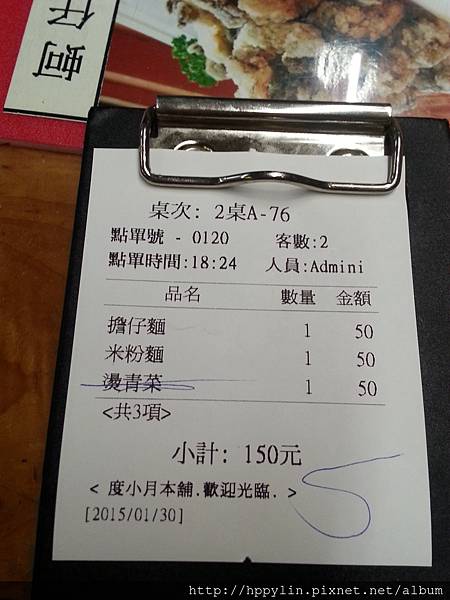 蚵仔
桌次: 2桌A-76
點單號 - 0120 客數:2
點單時間:18:24 人員:Admini
品名 數量 金額
擔仔麵 1 50
米粉麵 1 50
燙青菜 1 50
<共3項>
小計: 150元
< 度小月本舖.歡迎光臨. >
[2015/01/30]
5
http://hppylin.pixnet.net/album